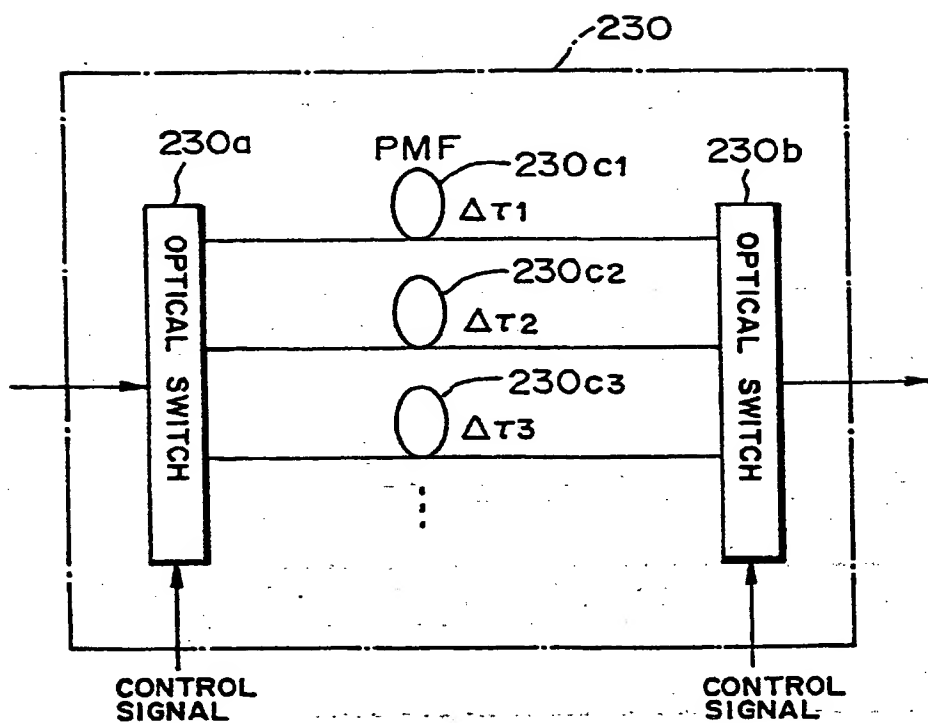 230
230a
PMF
230c1
230b
Δτ1
230c2
Δτ2
230c3
Δτ3
OPTICAL SWITCH
OPTICAL SWITCH
CONTROL
SIGNAL
CONTROL
SIGNAL